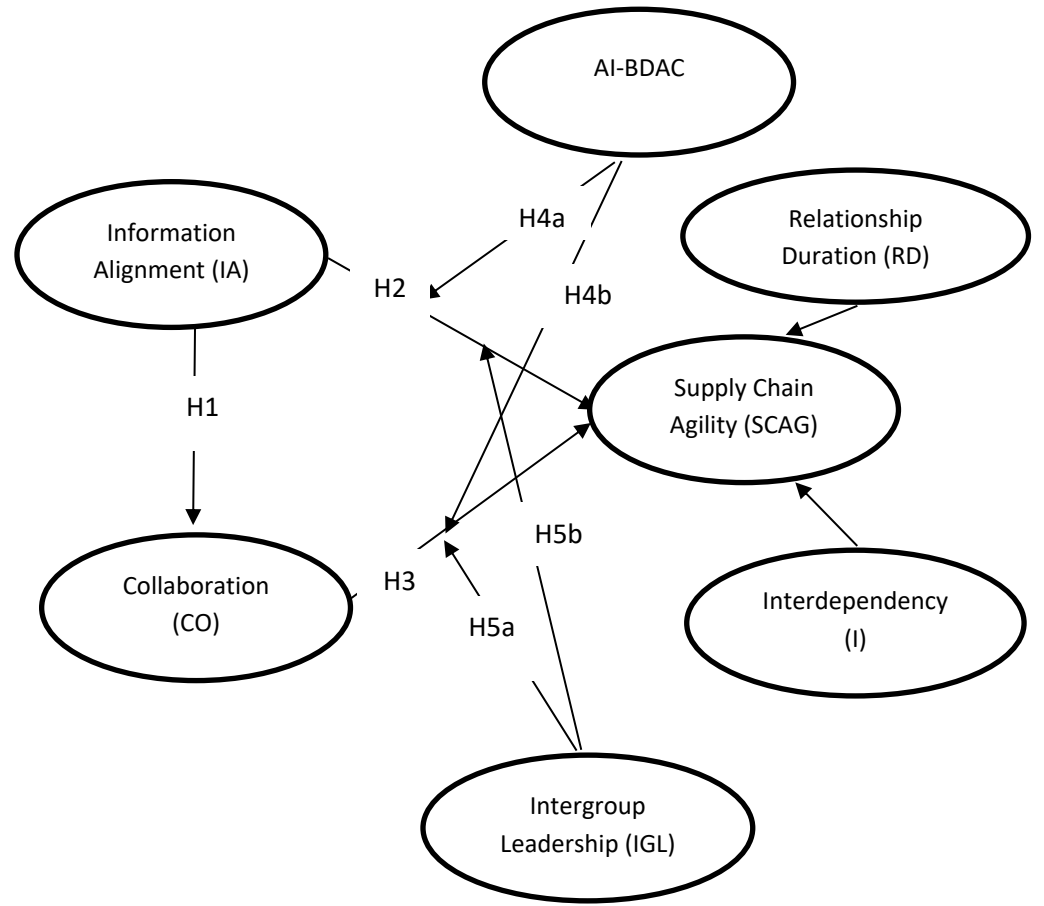 AI-BDAC
H4a
Relationship
Duration (RD)
Information
Alignment (IA)
H2
H4b
H1
Supply Chain
Agility (SCAG)
H5b
H3
Collaboration
(CO)
H5a
Interdependency
(I)
Intergroup
Leadership (IGL)